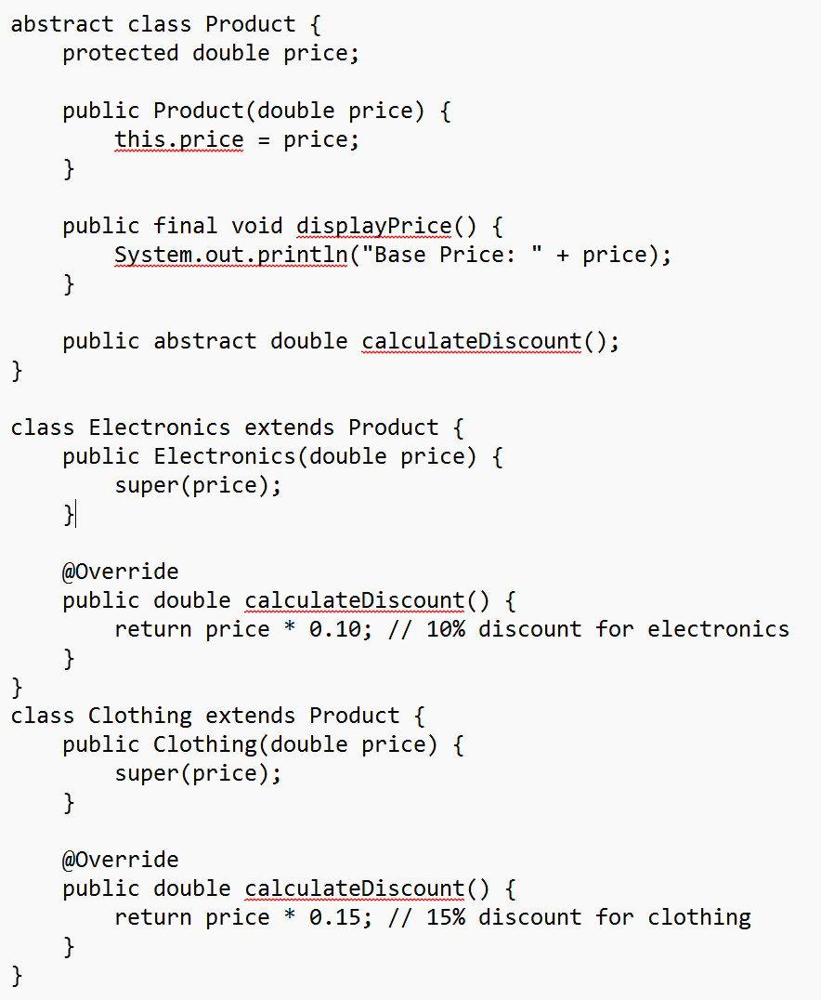 abstract class Product {
    protected double price;

    public Product(double price) {
        this.price = price;
    }

    public final void displayPrice() {
        System.out.println("Base Price: " + price);
    }

    public abstract double calculateDiscount();
}

class Electronics extends Product {
    public Electronics(double price) {
        super(price);
    }

    @Override
    public double calculateDiscount() {
        return price * 0.10; // 10% discount for electronics
    }
}
class Clothing extends Product {
    public Clothing(double price) {
        super(price);
    }

    @Override
    public double calculateDiscount() {
        return price * 0.15; // 15% discount for clothing
    }
}